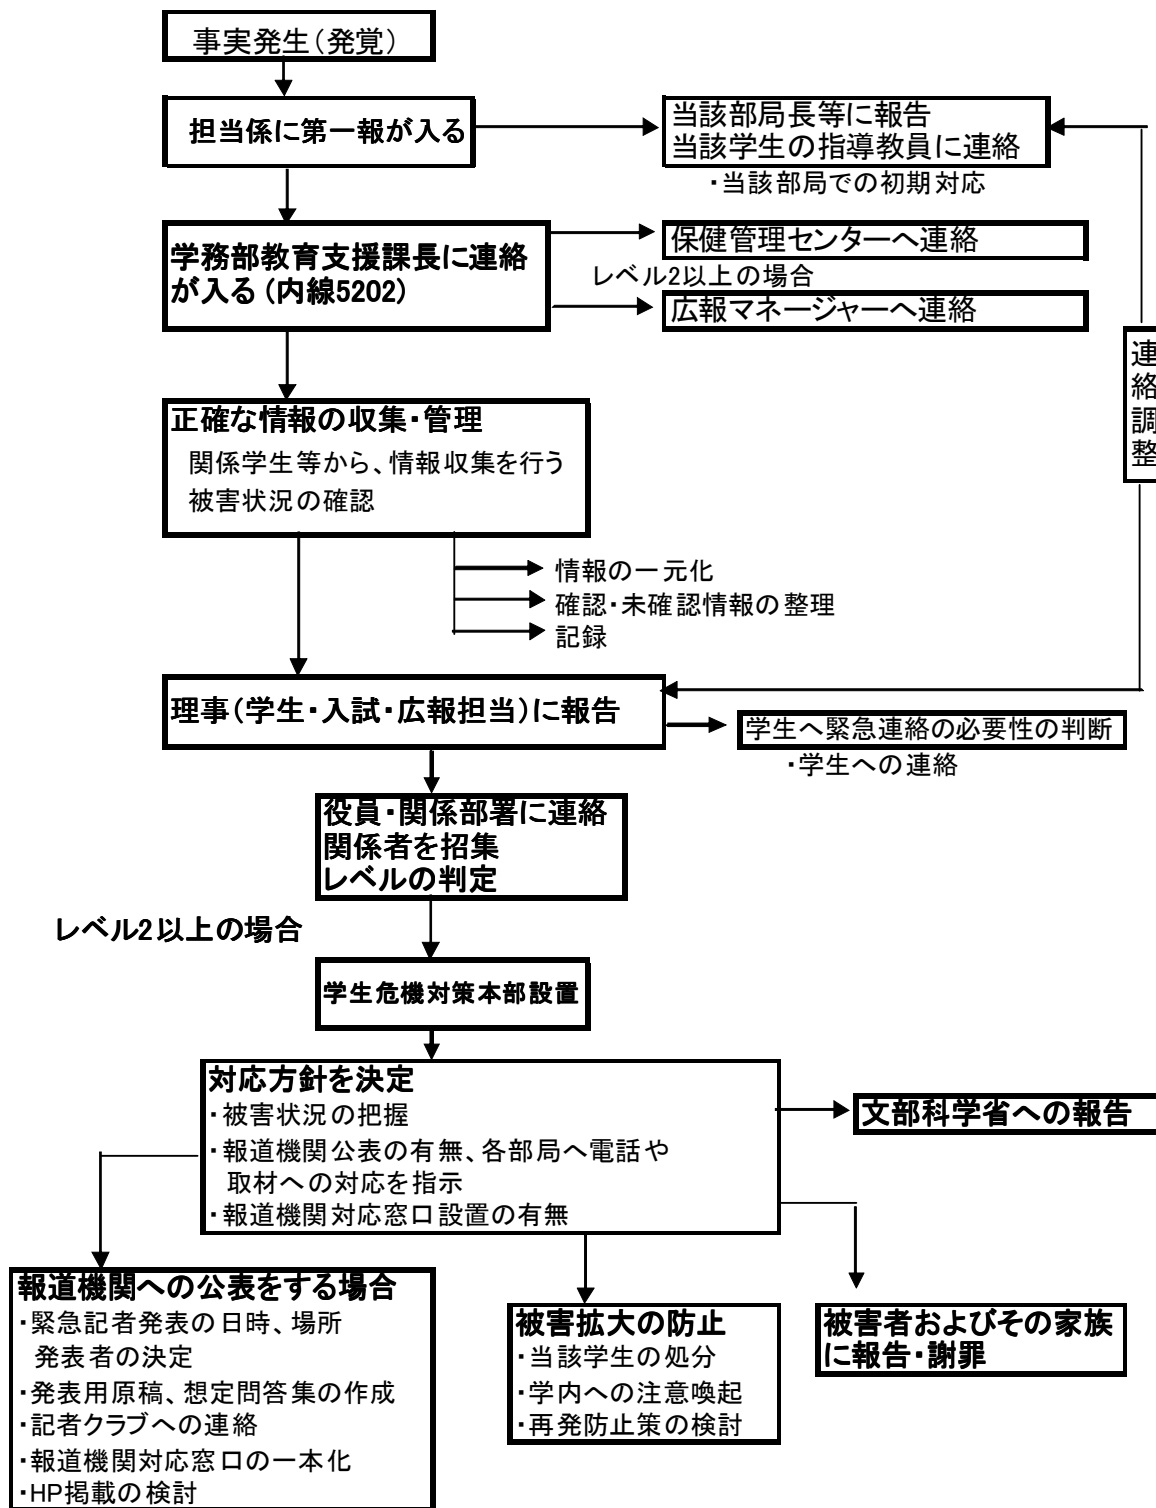 事実発生(発覚)
担当係に第一報が入る
当該部局長等に報告
当該学生の指導教員に連絡
・当該部局での初期対応
学務部教育支援課長に連絡
が入る(内線5202)
保健管理センターへ連絡
レベル2以上の場合
広報マネージャーへ連絡
連絡調整
正確な情報の収集・管理
関係学生等から、情報収集を行う
被害状況の確認
情報の一元化
確認・未確認情報の整理
記録
理事(学生・入試・広報担当)に報告
学生へ緊急連絡の必要性の判断
・学生への連絡
役員・関係部署に連絡
関係者を招集
レベルの判定
レベル2以上の場合
学生危機対策本部設置
対応方針を決定
・被害状況の把握
・報道機関公表の有無、各部局へ電話や
取材への対応を指示
・報道機関対応窓口設置の有無
文部科学省への報告
報道機関への公表をする場合
・緊急記者発表の日時、場所
発表者の決定
・発表用原稿、想定問答集の作成
・記者クラブへの連絡
・報道機関対応窓口の一本化
・HP掲載の検討
被害拡大の防止
・当該学生の処分
・学内への注意喚起
・再発防止策の検討
被害者およびその家族
に報告・謝罪